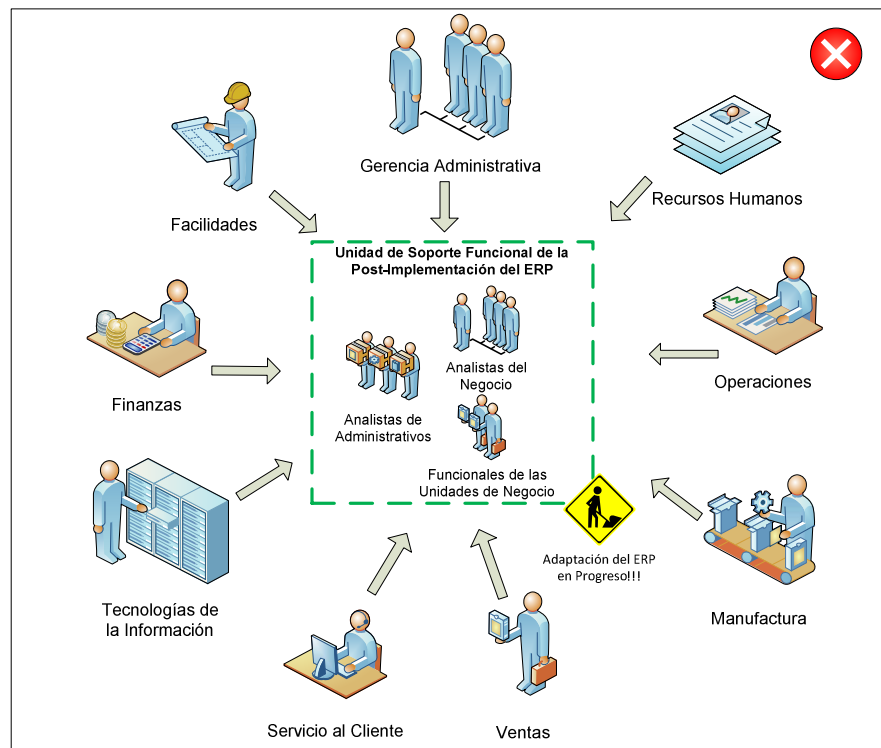 Gerencia Administrativa
Facilidades
Recursos Humanos
Unidad de Soporte Funcional de la
Post-Implementación del ERP
Analistas del
Negocio
Analistas de
Administrativos
Funcionales de las
Unidades de Negocio
Finanzas
Operaciones
Adaptación del ERP
en Progreso!!!
Tecnologías de
la Información
Manufactura
Servicio al Cliente
Ventas